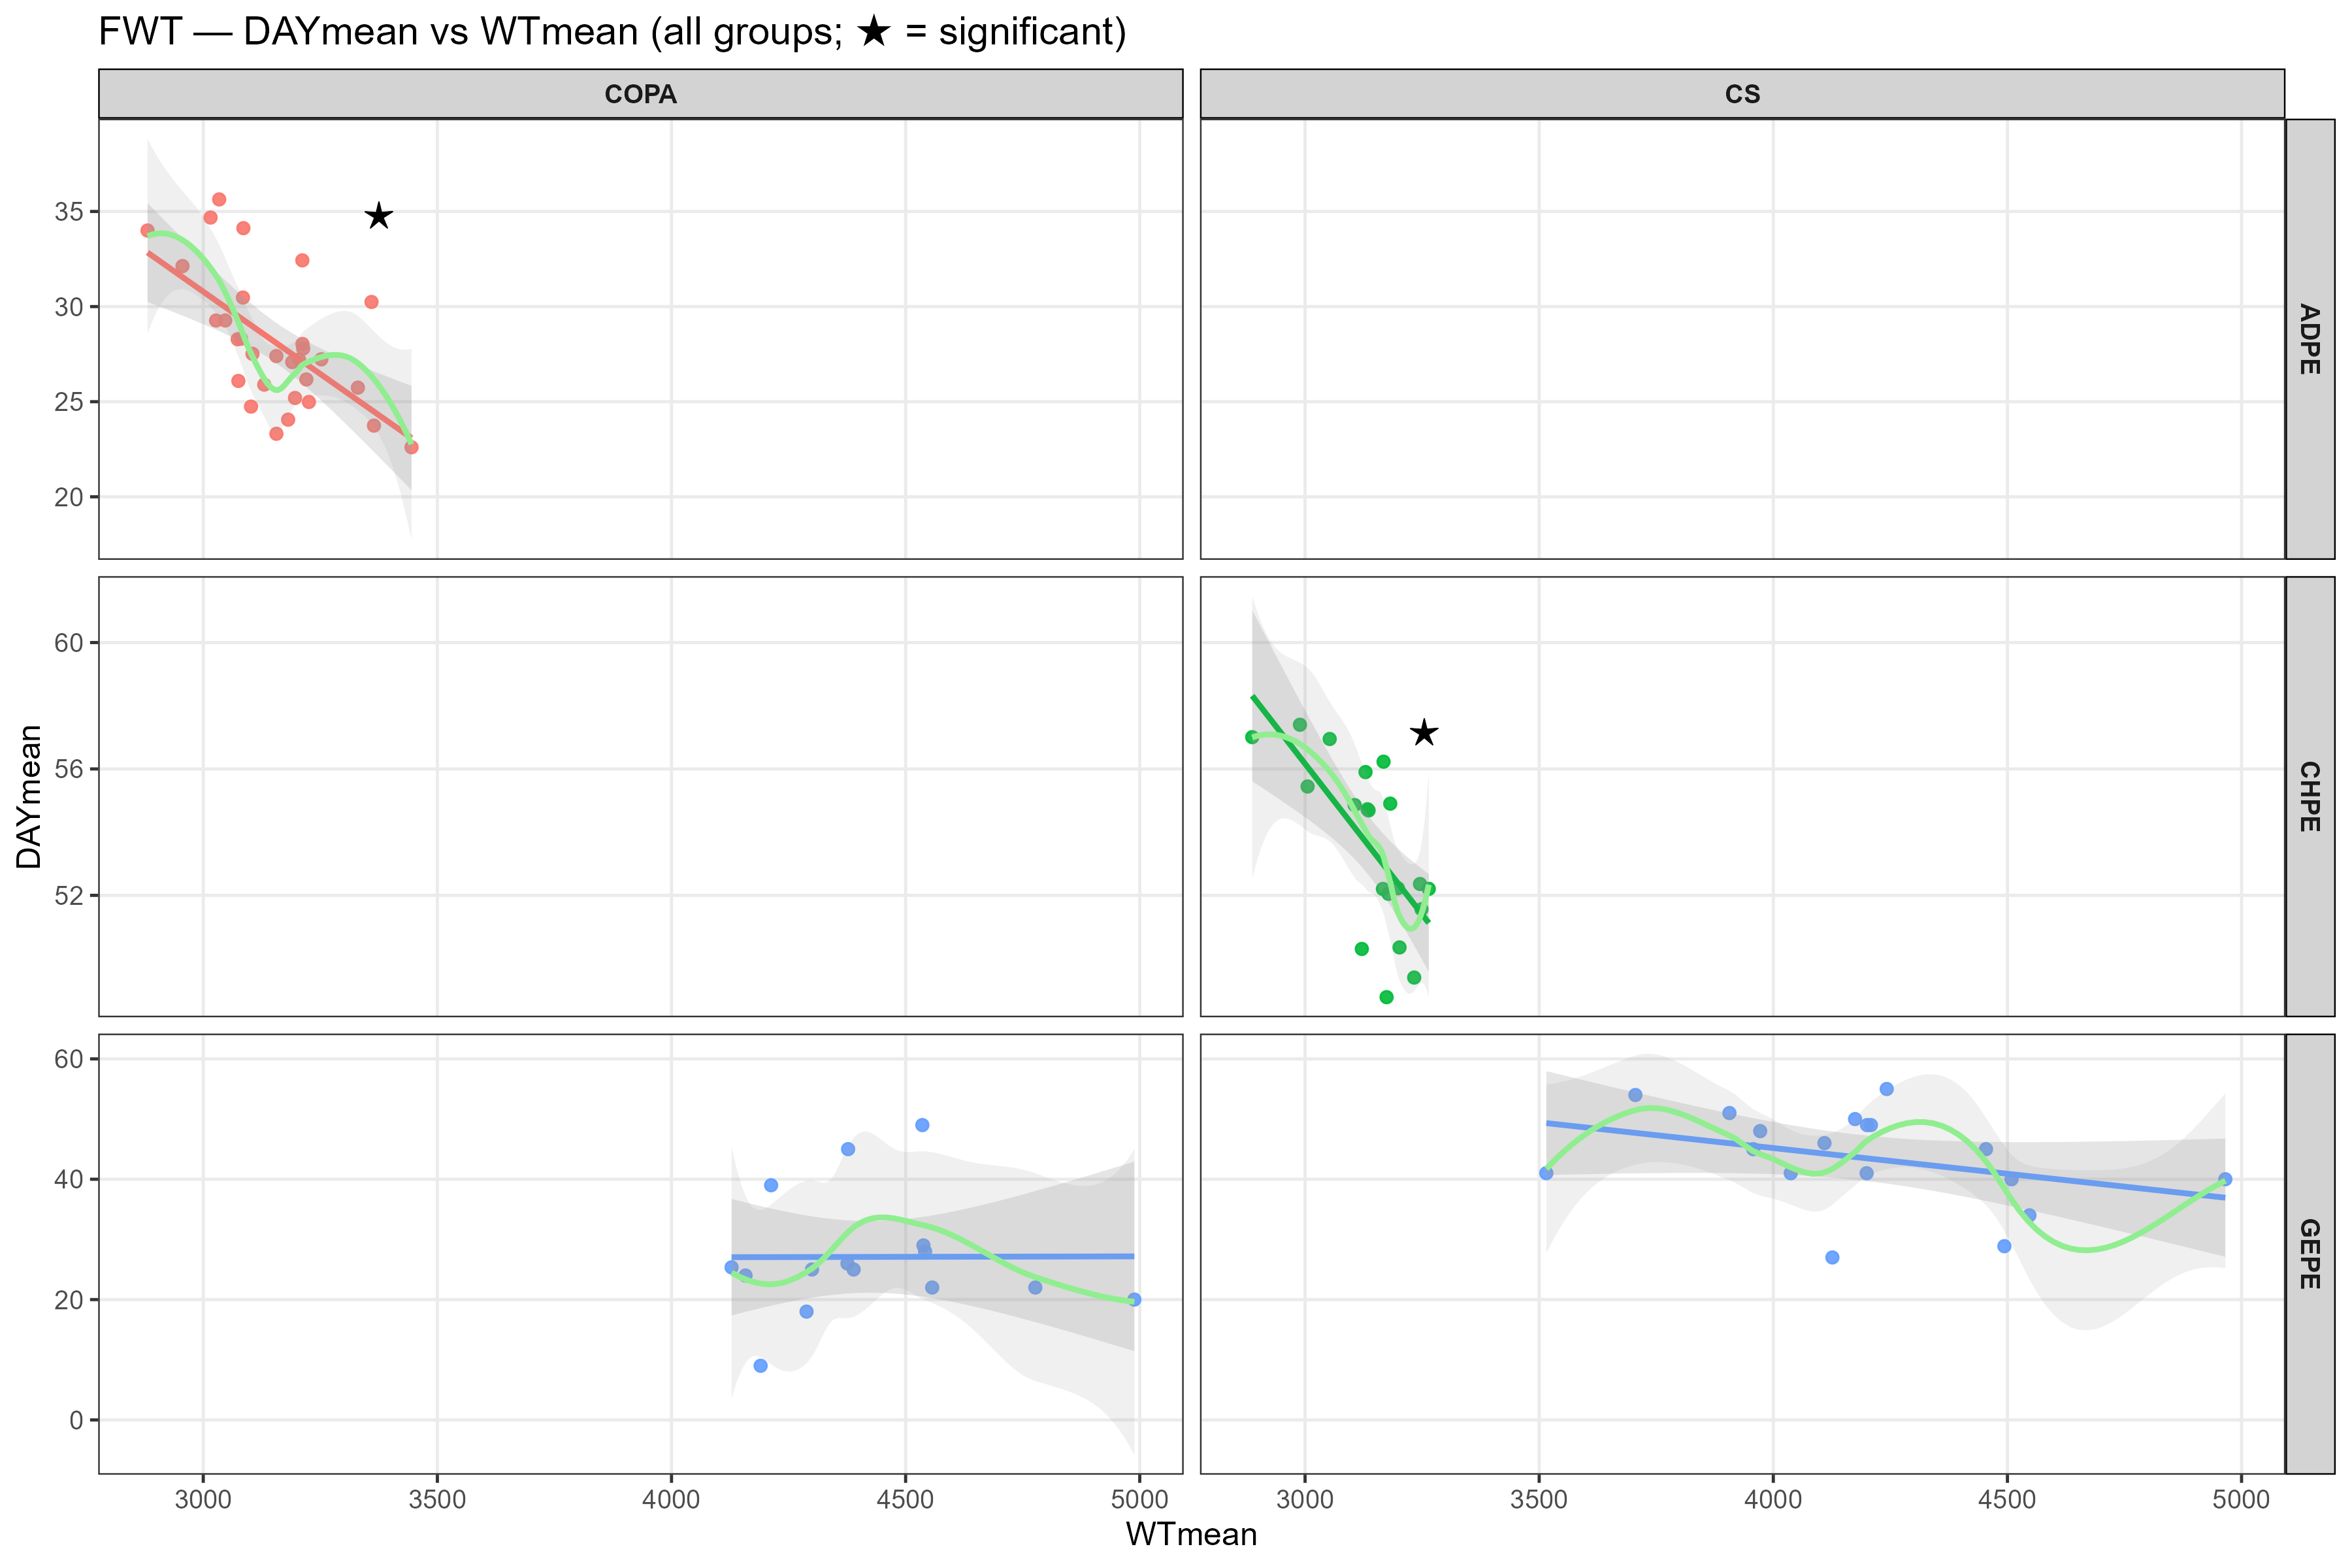 FWT — DAYmean vs WTmean (all groups; ★ = significant)
COPA
CS
35
30
25
20
ADPE
60
56
52
CHPE
DAYmean
60
40
20
0
GEPE
3000 3500 4000 4500 5000
3000 3500 4000 4500 5000
WTmean